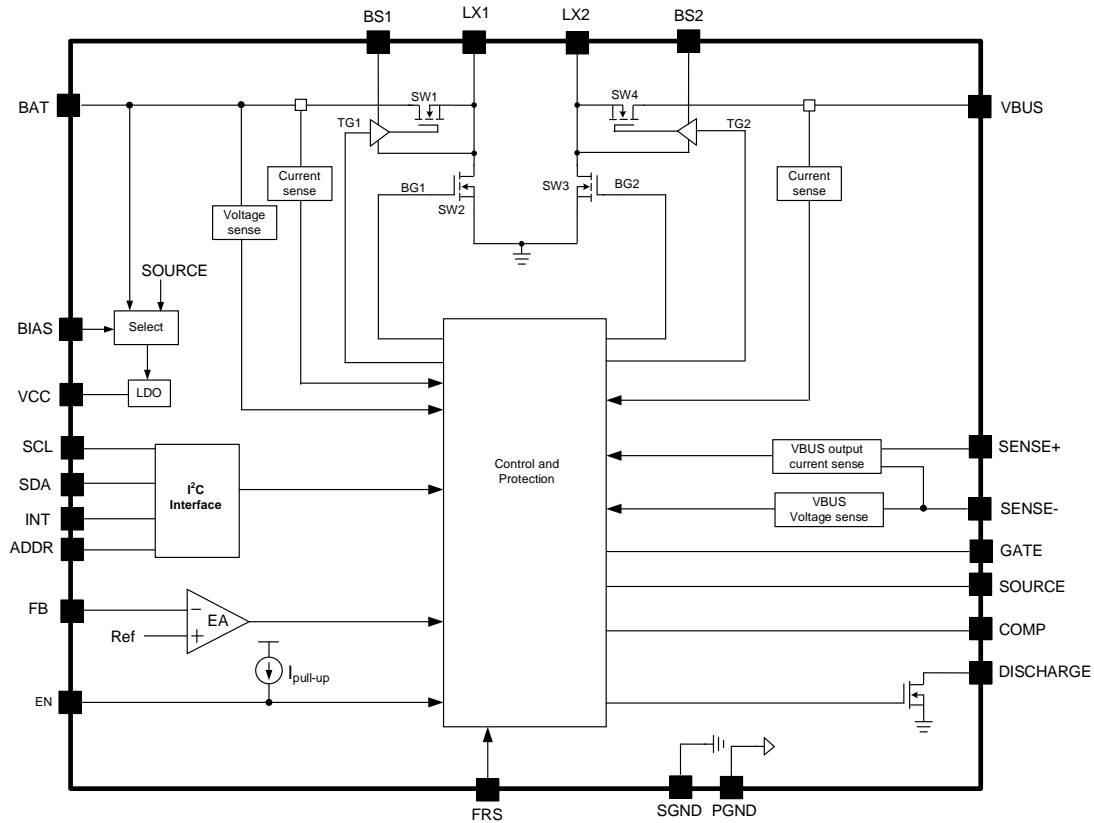 BS1
LX1
LX2
BS2
BAT
SW1
SW4
VBUS
TG1
TG2
Current
sense
BG1
SW2
SW3
BG2
Current
sense
Voltage
sense
SOURCE
BIAS
Select
VCC
LDO
SCL
SDA
INT
ADDR
I²C
Interface
Control and
Protection
VBUS output
current sense
SENSE+
VBUS
Voltage sense
SENSE-
GATE
SOURCE
COMP
DISCHARGE
FB
−
EA
Ref
+
Ipull-up
EN
FRS
SGND
PGND